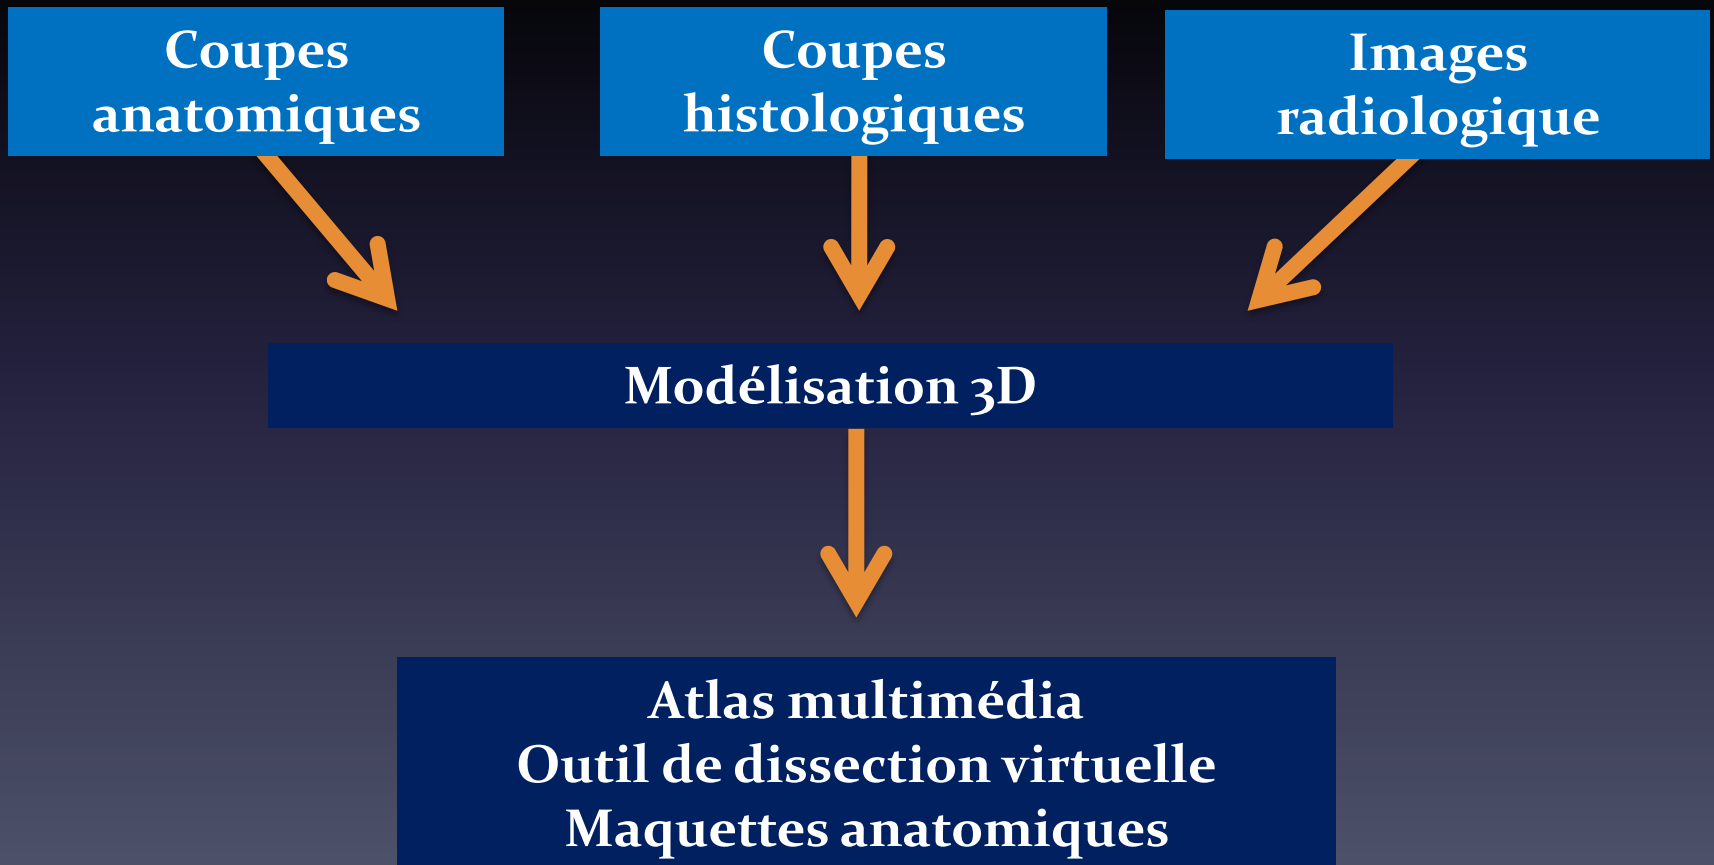 Coupes
anatomiques
Coupes
histologiques
Images
radiologique
Modélisation 3D
Atlas multimédia
Outil de dissection virtuelle
Maquettes anatomiques